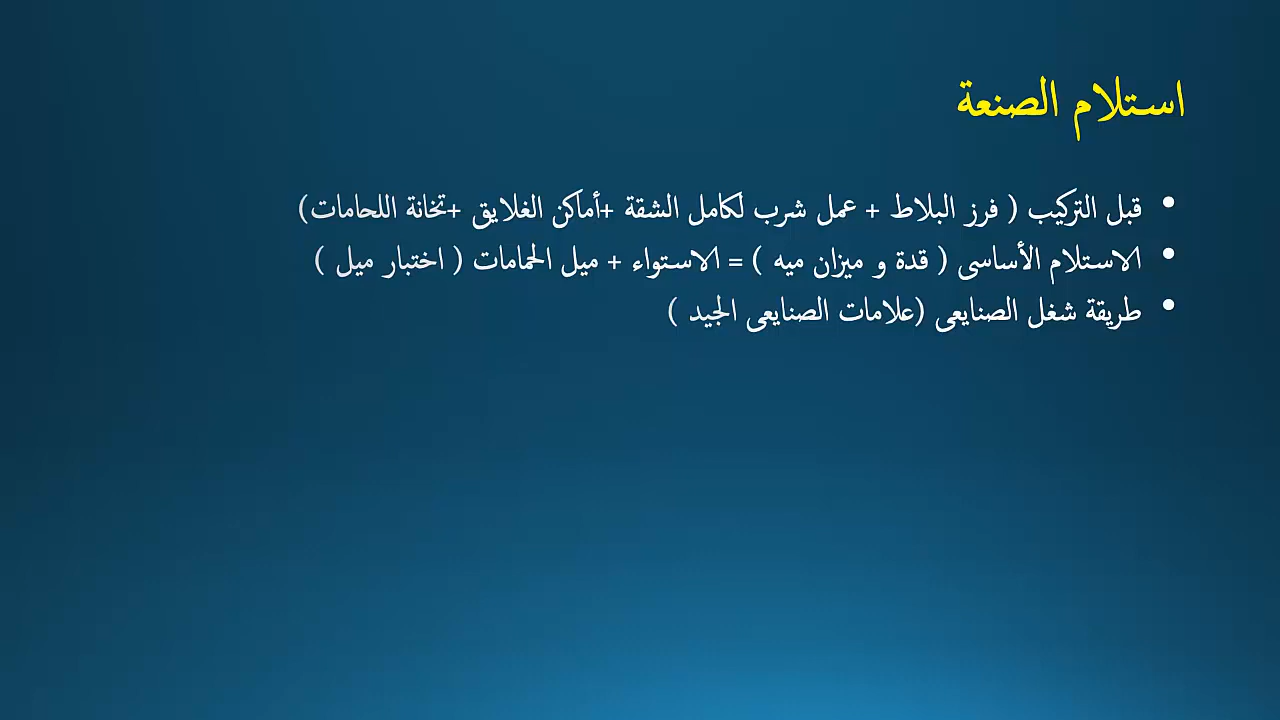 استلام الصنعة
• قبل التركيب ( فرز البلاط + عمل شرب لكامل الشقة +أماكن الغلايق +تخانة اللحامات)
• الاستلام الأساسى ( قدة و ميزان ميه ) = الاستواء + ميل الحمامات ( اختبار ميل )
• طريقة شغل الصنايعى (علامات الصنايعى الجيد )